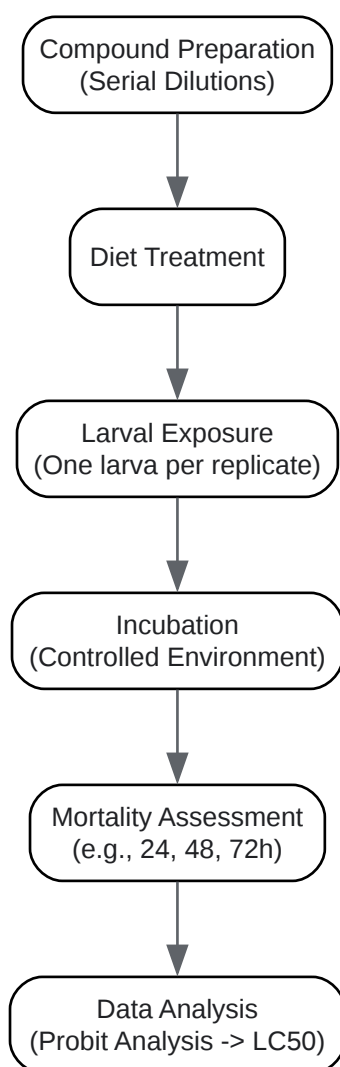 Compound Preparation
(Serial Dilutions)
Diet Treatment
Larval Exposure
(One larva per replicate)
Incubation
(Controlled Environment)
Mortality Assessment
(e.g., 24, 48, 72h)
Data Analysis
(Probit Analysis -> LC50)